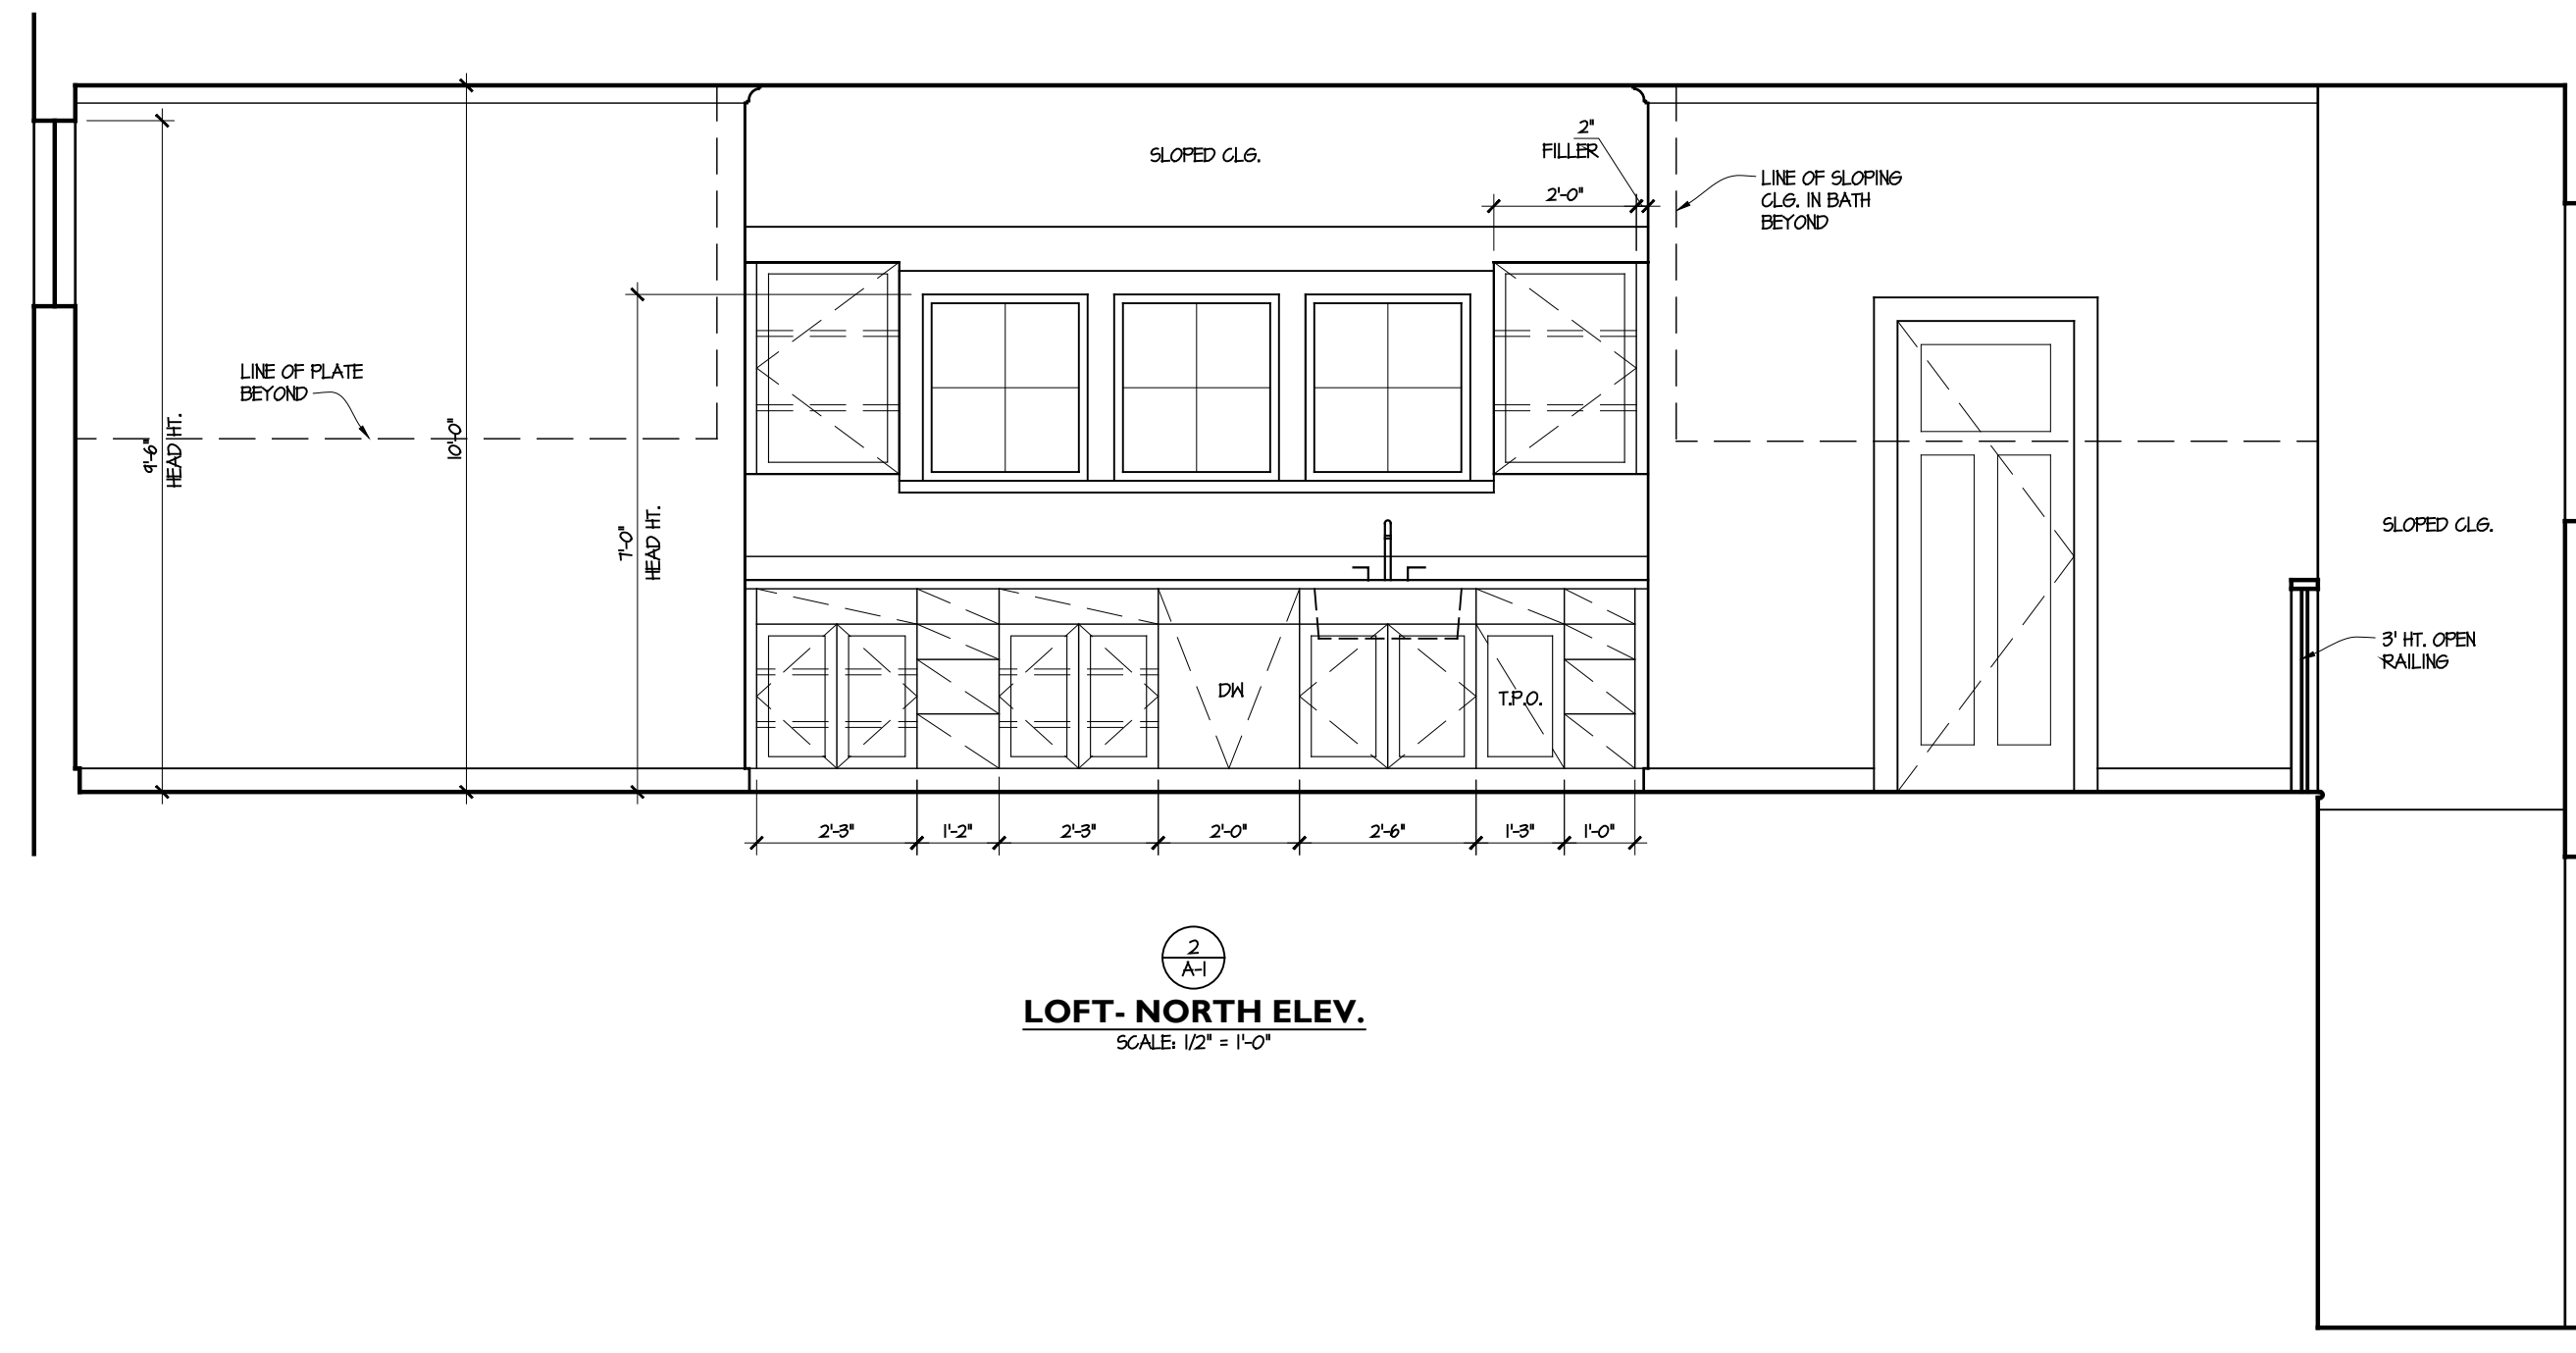 SLOPED CLG.
2"
FILLER
2'-0"
LINE OF SLOPING
CLG. IN BATH
BEYOND
LINE OF PLATE
BEYOND
9'-6"
HEAD HT.
10'-0"
7'-0"
HEAD HT.
SLOPED CLG.
3' HT. OPEN
RAILING
DW
T.P.O.
2'-3"
1'-2"
2'-3"
2'-0"
2'-6"
1'-3"
1'-0"
2
A-1
LOFT- NORTH ELEV.
SCALE: 1/2" = 1'-0"